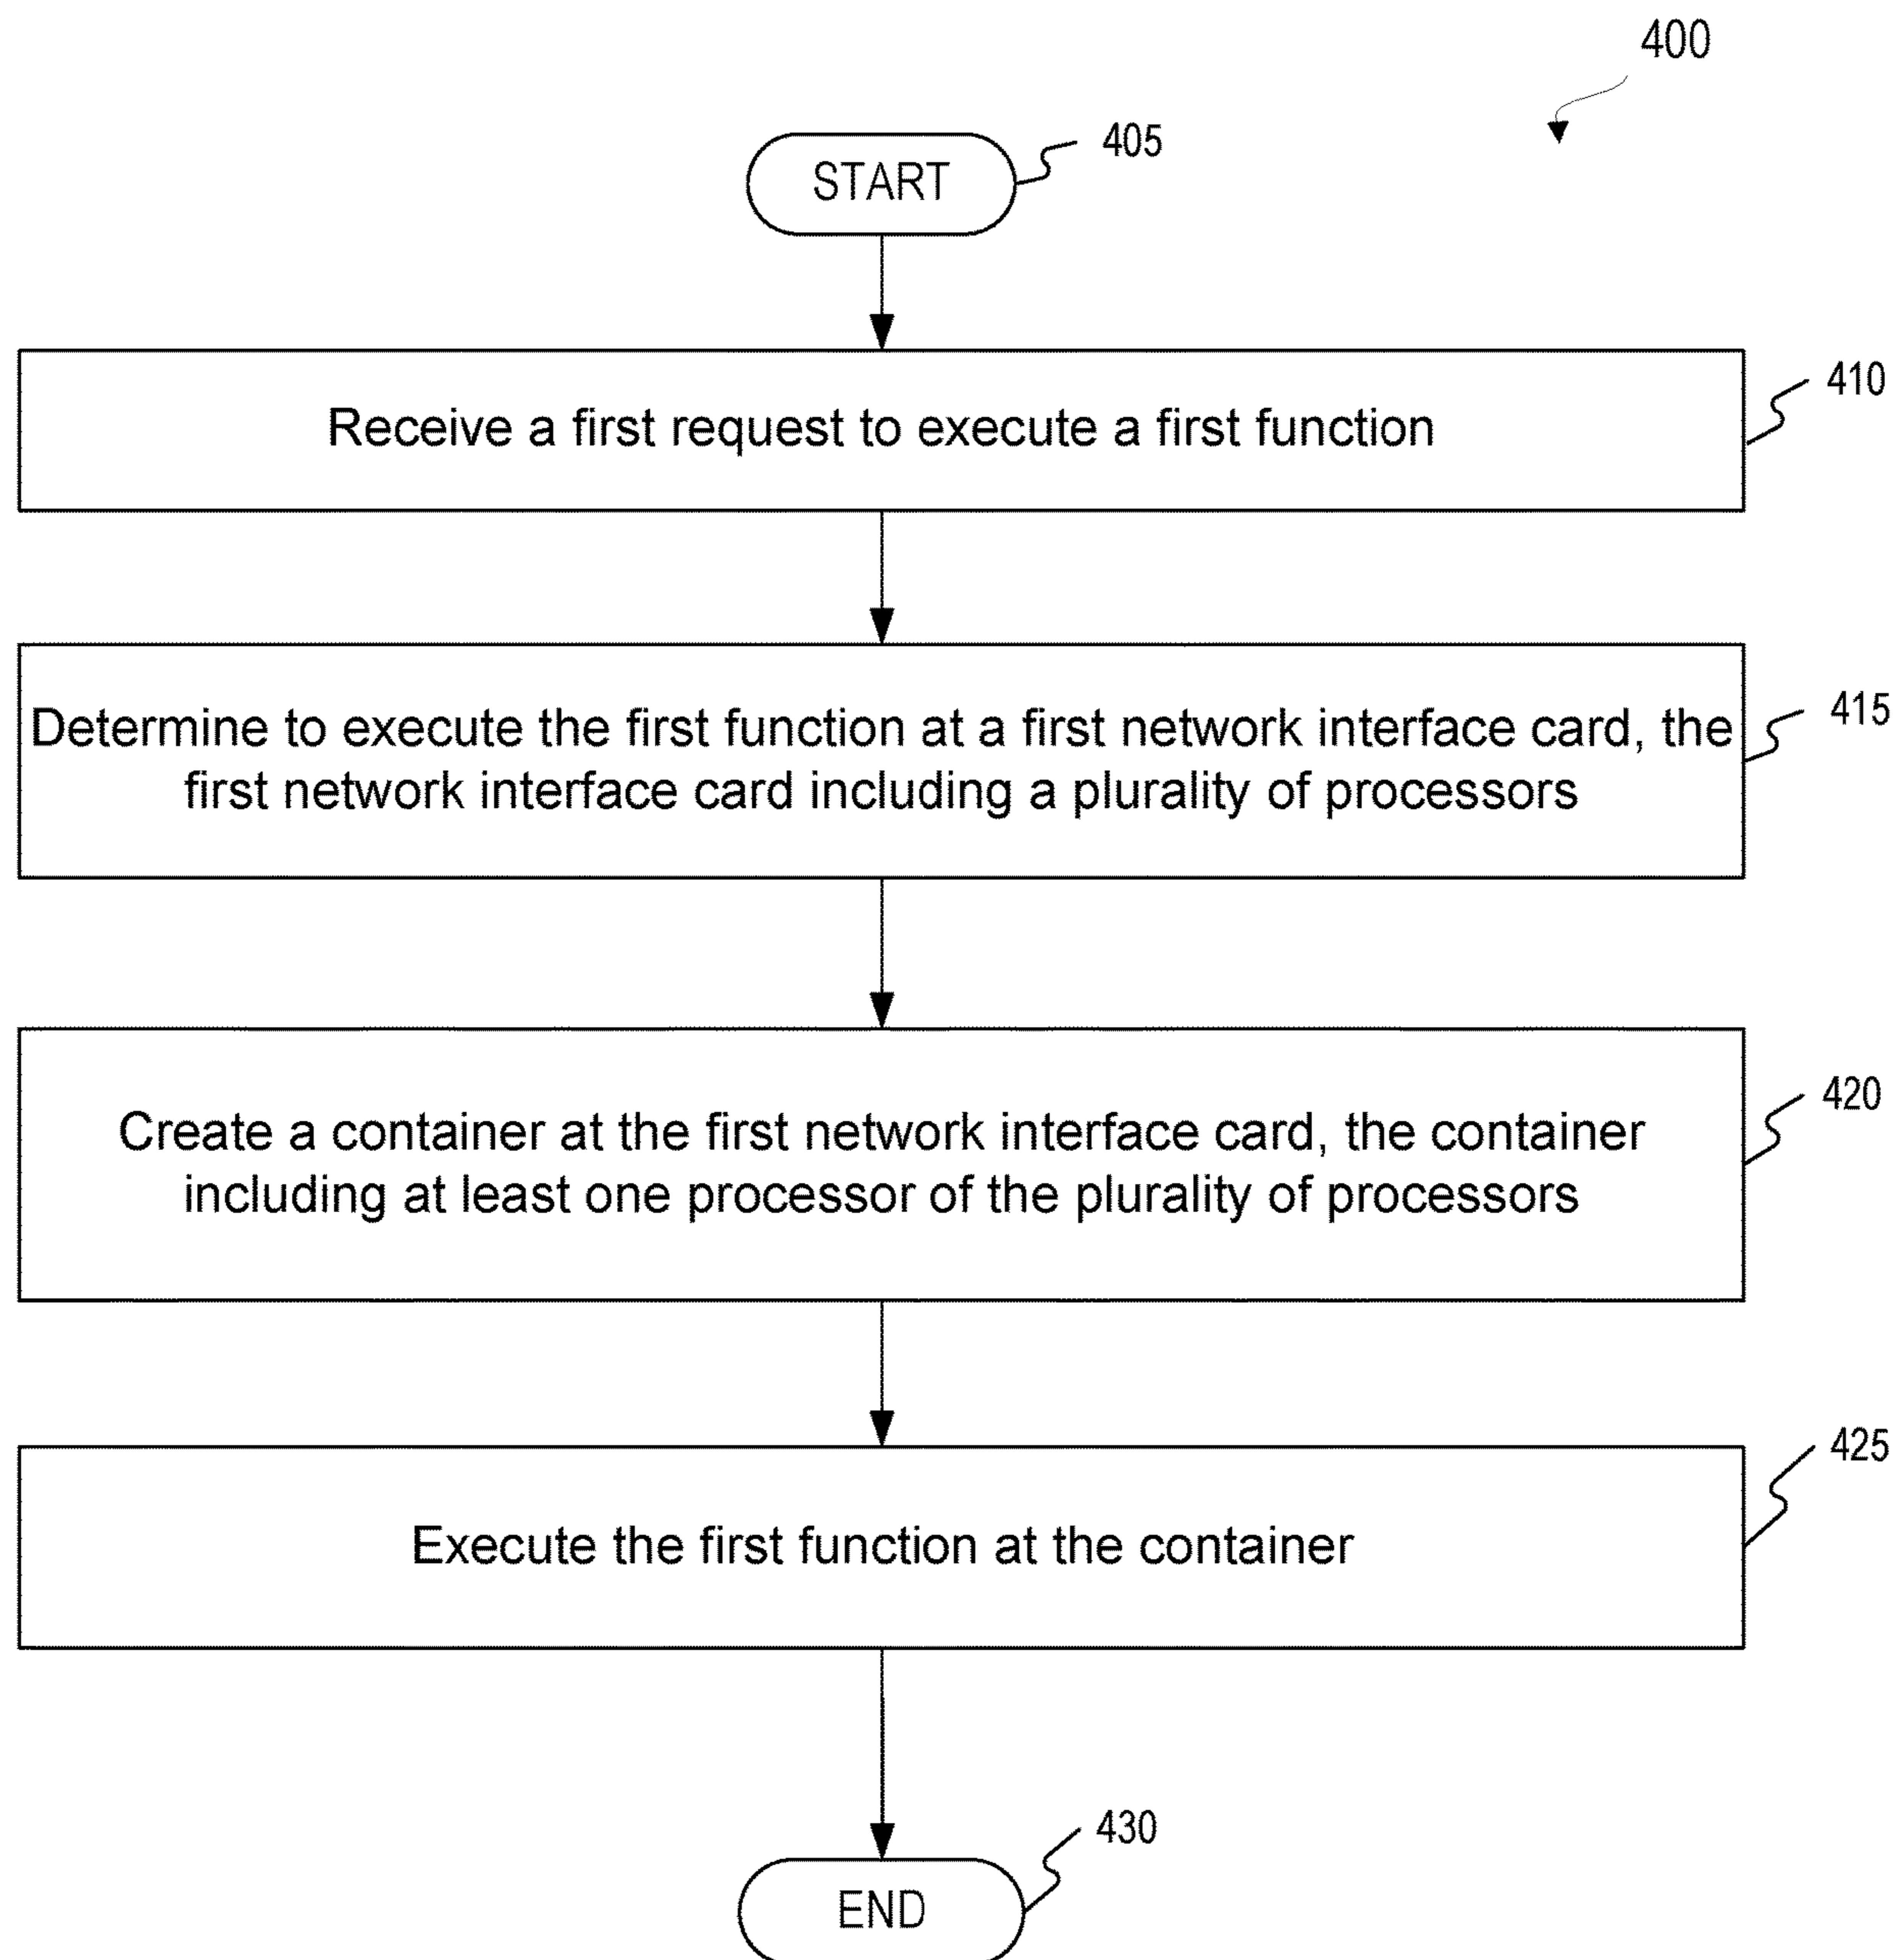 400
START
405
Receive a first request to execute a first function
410
Determine to execute the first function at a first network interface card, the
first network interface card including a plurality of processors
415
Create a container at the first network interface card, the container
including at least one processor of the plurality of processors
420
Execute the first function at the container
425
END
430